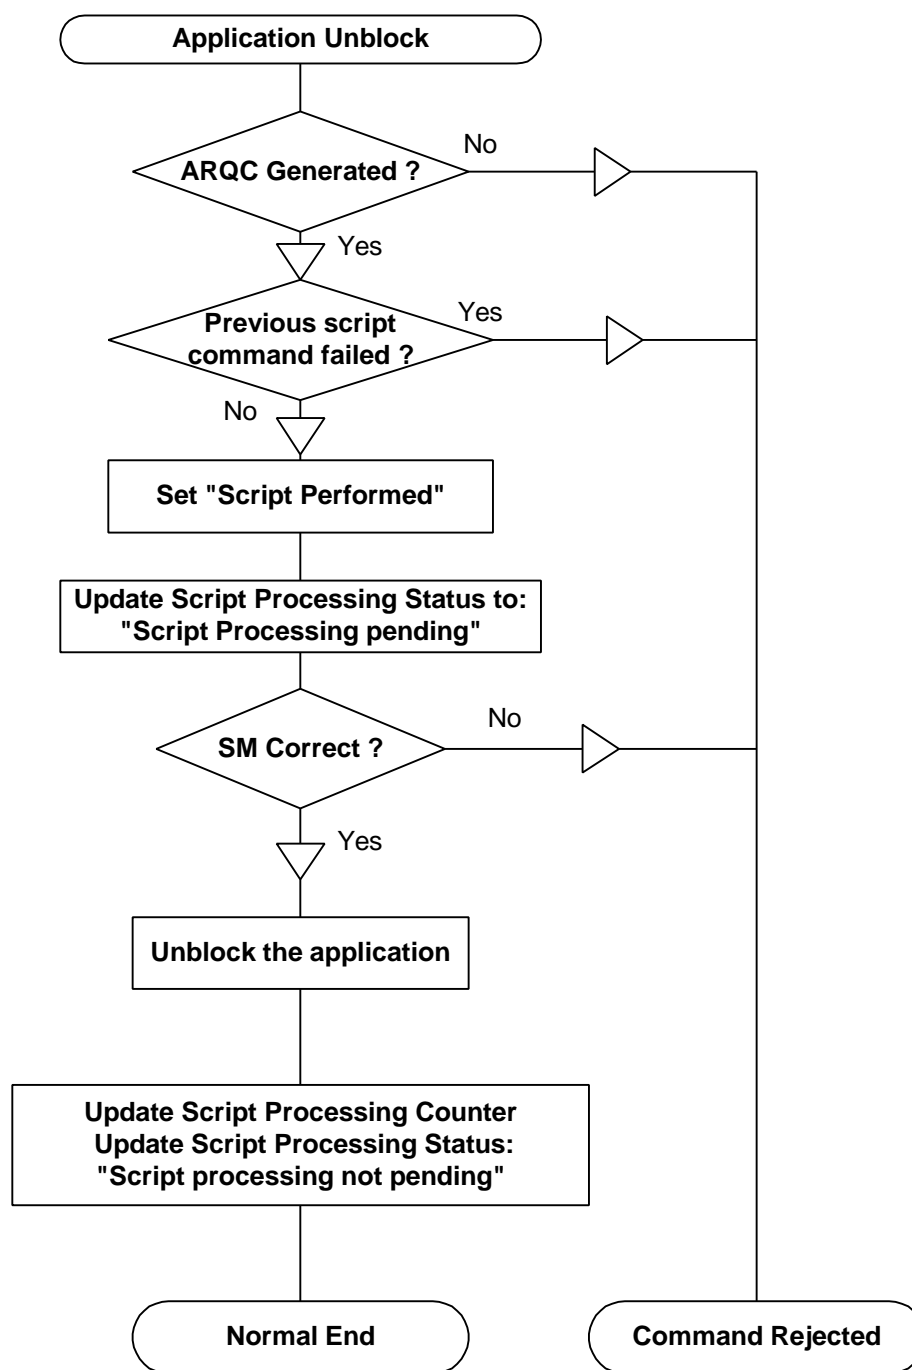 Application Unblock
ARQC Generated ?
No
Yes
Previous script
command failed ?
Yes
No
Set "Script Performed"
Update Script Processing Status to:
"Script Processing pending"
SM Correct ?
No
Yes
Unblock the application
Update Script Processing Counter
Update Script Processing Status:
"Script processing not pending"
Normal End
Command Rejected